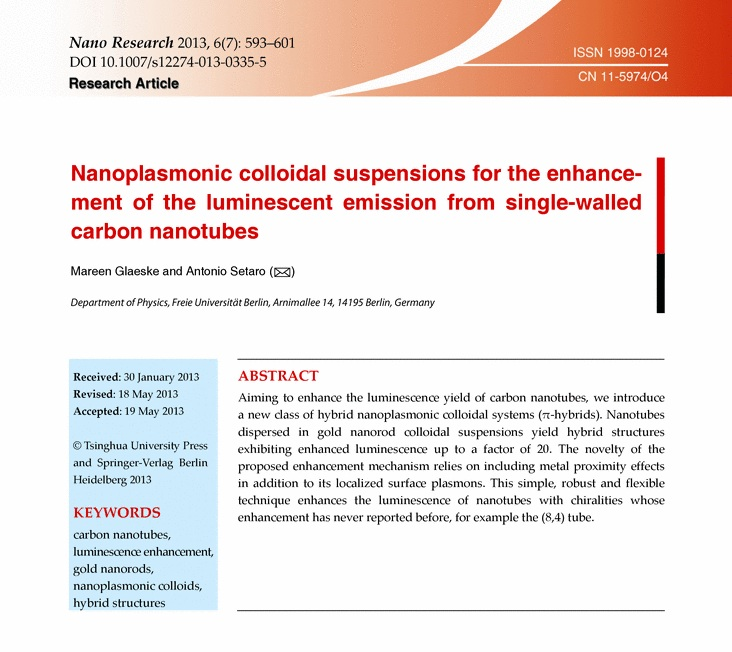 Nano Research 2013, 6(7): 593–601
DOI 10.1007/s12274-013-0335-5
Research Article
ISSN 1998-0124
CN 11-5974/O4
Nanoplasmonic colloidal suspensions for the enhance-
ment of the luminescent emission from single-walled
carbon nanotubes
Mareen Glaeske and Antonio Setaro (✉)
Department of Physics, Freie Universität Berlin, Arnimallee 14, 14195 Berlin, Germany
Received: 30 January 2013
Revised: 18 May 2013
Accepted: 19 May 2013
© Tsinghua University Press
and Springer-Verlag Berlin
Heidelberg 2013
KEYWORDS
carbon nanotubes,
luminescence enhancement,
gold nanorods,
nanoplasmonic colloids,
hybrid structures
ABSTRACT
Aiming to enhance the luminescence yield of carbon nanotubes, we introduce
a new class of hybrid nanoplasmonic colloidal systems (π-hybrids). Nanotubes
dispersed in gold nanorod colloidal suspensions yield hybrid structures
exhibiting enhanced luminescence up to a factor of 20. The novelty of the
proposed enhancement mechanism relies on including metal proximity effects
in addition to its localized surface plasmons. This simple, robust and flexible
technique enhances the luminescence of nanotubes with chiralities whose
enhancement has never reported before, for example the (8,4) tube.